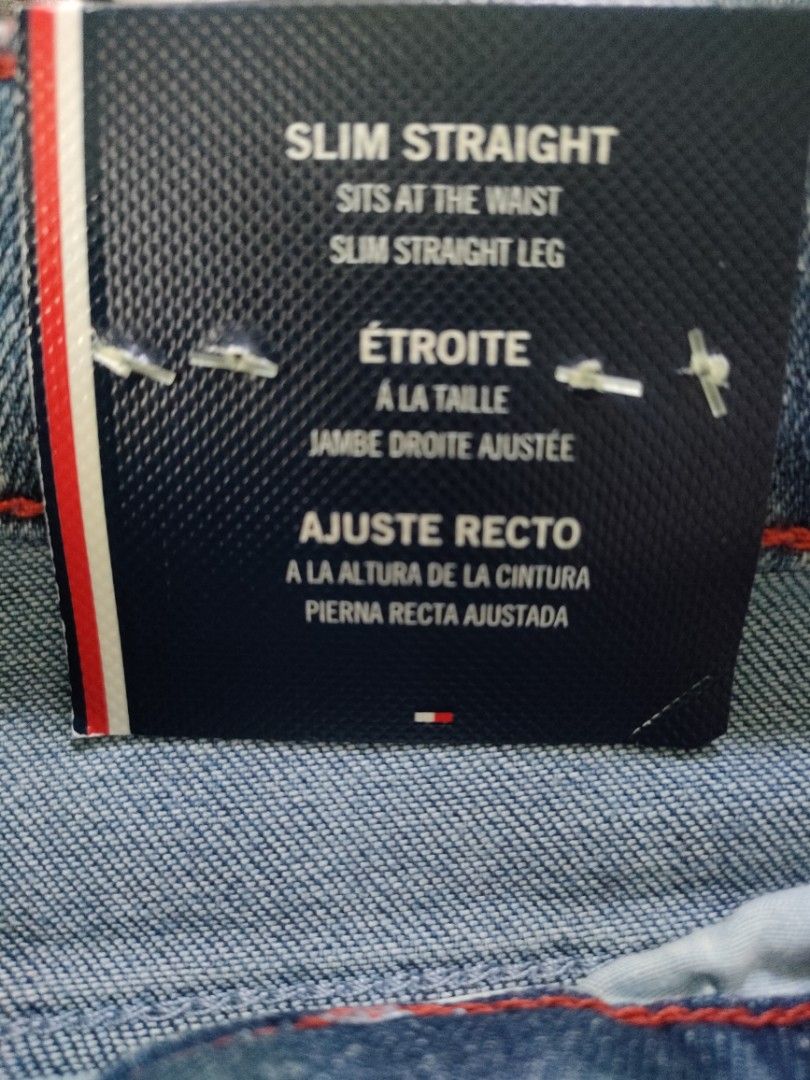 SLIM STRAIGHT
SITS AT THE WAIST
SLIM STRAIGHT LEG
ÉTROITE
Á LA TAILLE
JAMBE DROITE AJUSTÉE
AJUSTE RECTO
A LA ALTURA DE LA CINTURA
PIERNA RECTA AJUSTADA